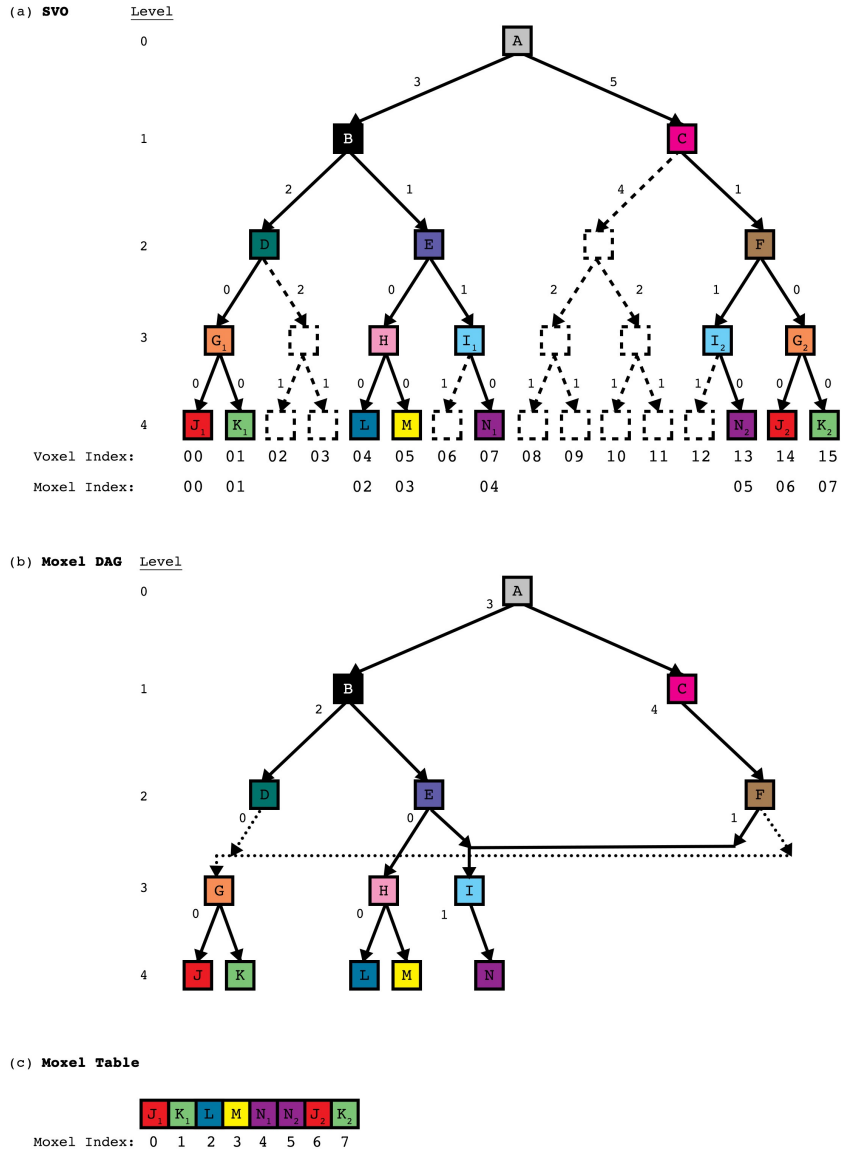 (a) SVO Level
0 A
3 5
1 B C
2 1 4 1
2 D E F
0 2 0 1 2 2 1 0
3 G1 H I1 I2 G2
0 0 1 1 0 0 1 0 1 1 1 1 1 0 0 0
4 J1 K1 L M N1 N2 J2 K2
Voxel Index: 00 01 02 03 04 05 06 07 08 09 10 11 12 13 14 15
Moxel Index: 00 01 02 03 04 05 06 07
(b) Moxel DAG Level
0 A
3
1 B C
2 4
2 D E F
0 0 1
3 G H I
0 0 1
4 J K L M N
(c) Moxel Table
J1 K1 L M N1 N2 J2 K2
Moxel Index: 0 1 2 3 4 5 6 7